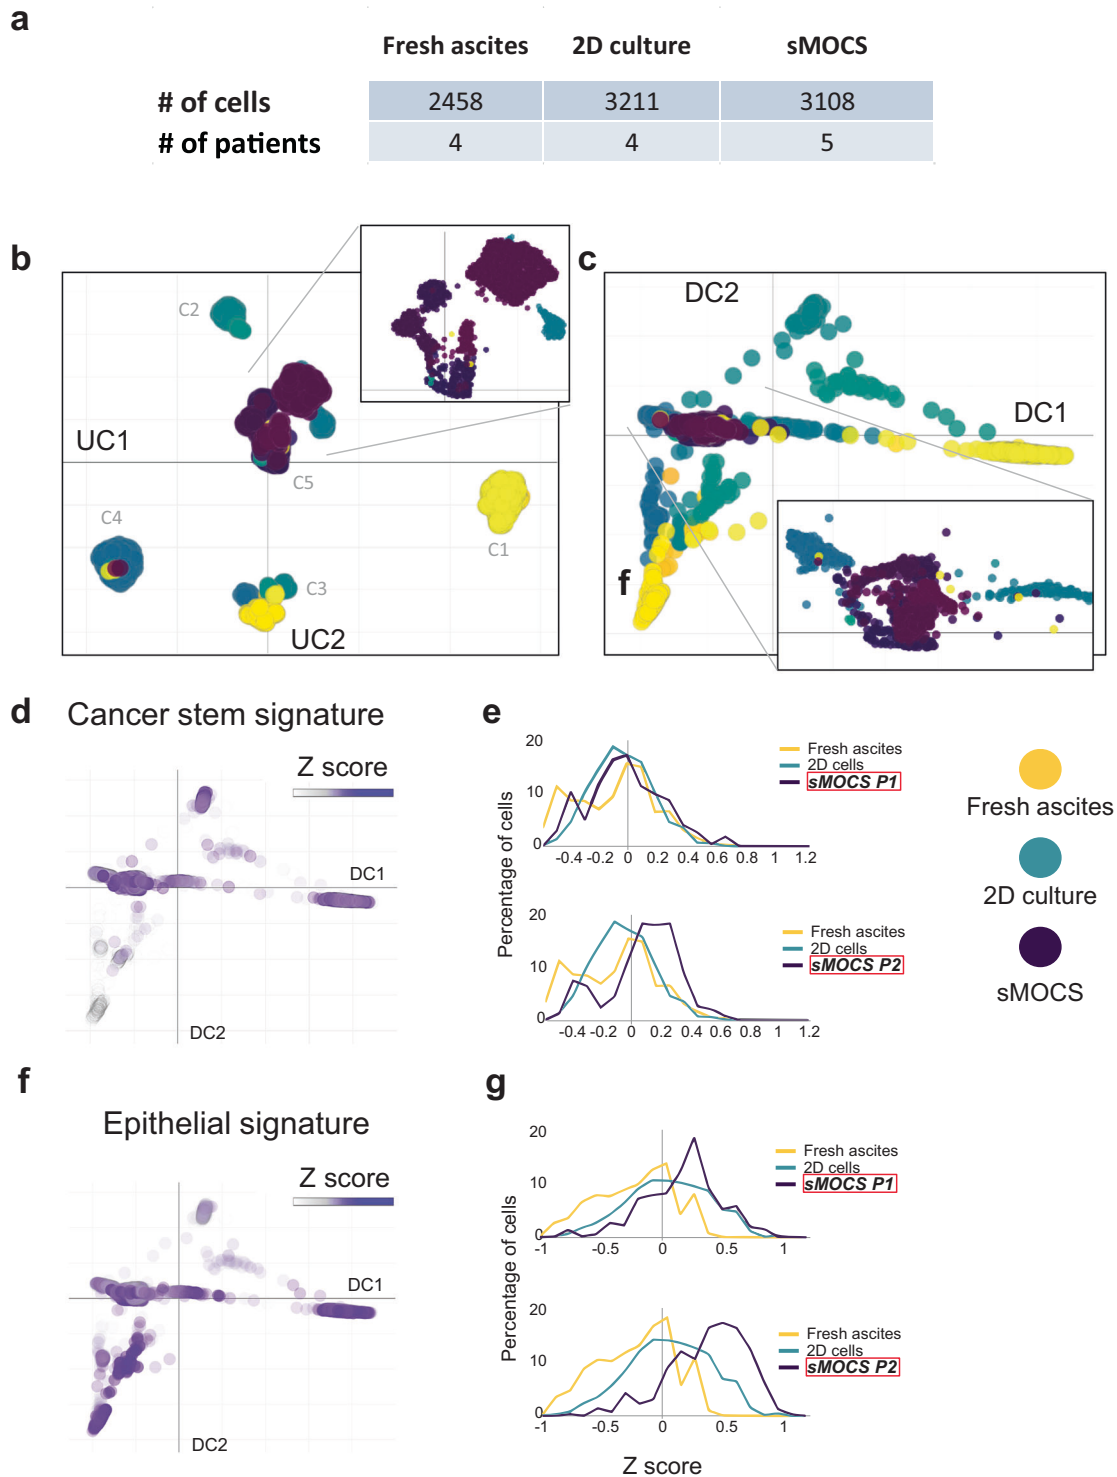 a
Fresh ascites 2D culture sMOCS
# of cells 2458 3211 3108
# of patients 4 4 5
b
C2
UC1
C5
C4
C1
C3
UC2
c
DC2
DC1
f
d Cancer stem signature
Z score
DC1
DC2
e
20
10
0
Percentage of cells
-0.4 -0.2 0 0.2 0.4 0.6 0.8 1 1.2
Fresh ascites
2D cells
sMOCS P1
20
10
0
-0.4 -0.2 0 0.2 0.4 0.6 0.8 1 1.2
Fresh ascites
2D cells
sMOCS P2
Fresh ascites
2D culture
sMOCS
f
Epithelial signature
Z score
DC1
DC2
g
20
10
0
Percentage of cells
-1 -0.5 0 0.5 1
Fresh ascites
2D cells
sMOCS P1
20
10
0
-1 -0.5 0 0.5 1
Fresh ascites
2D cells
sMOCS P2
Z score